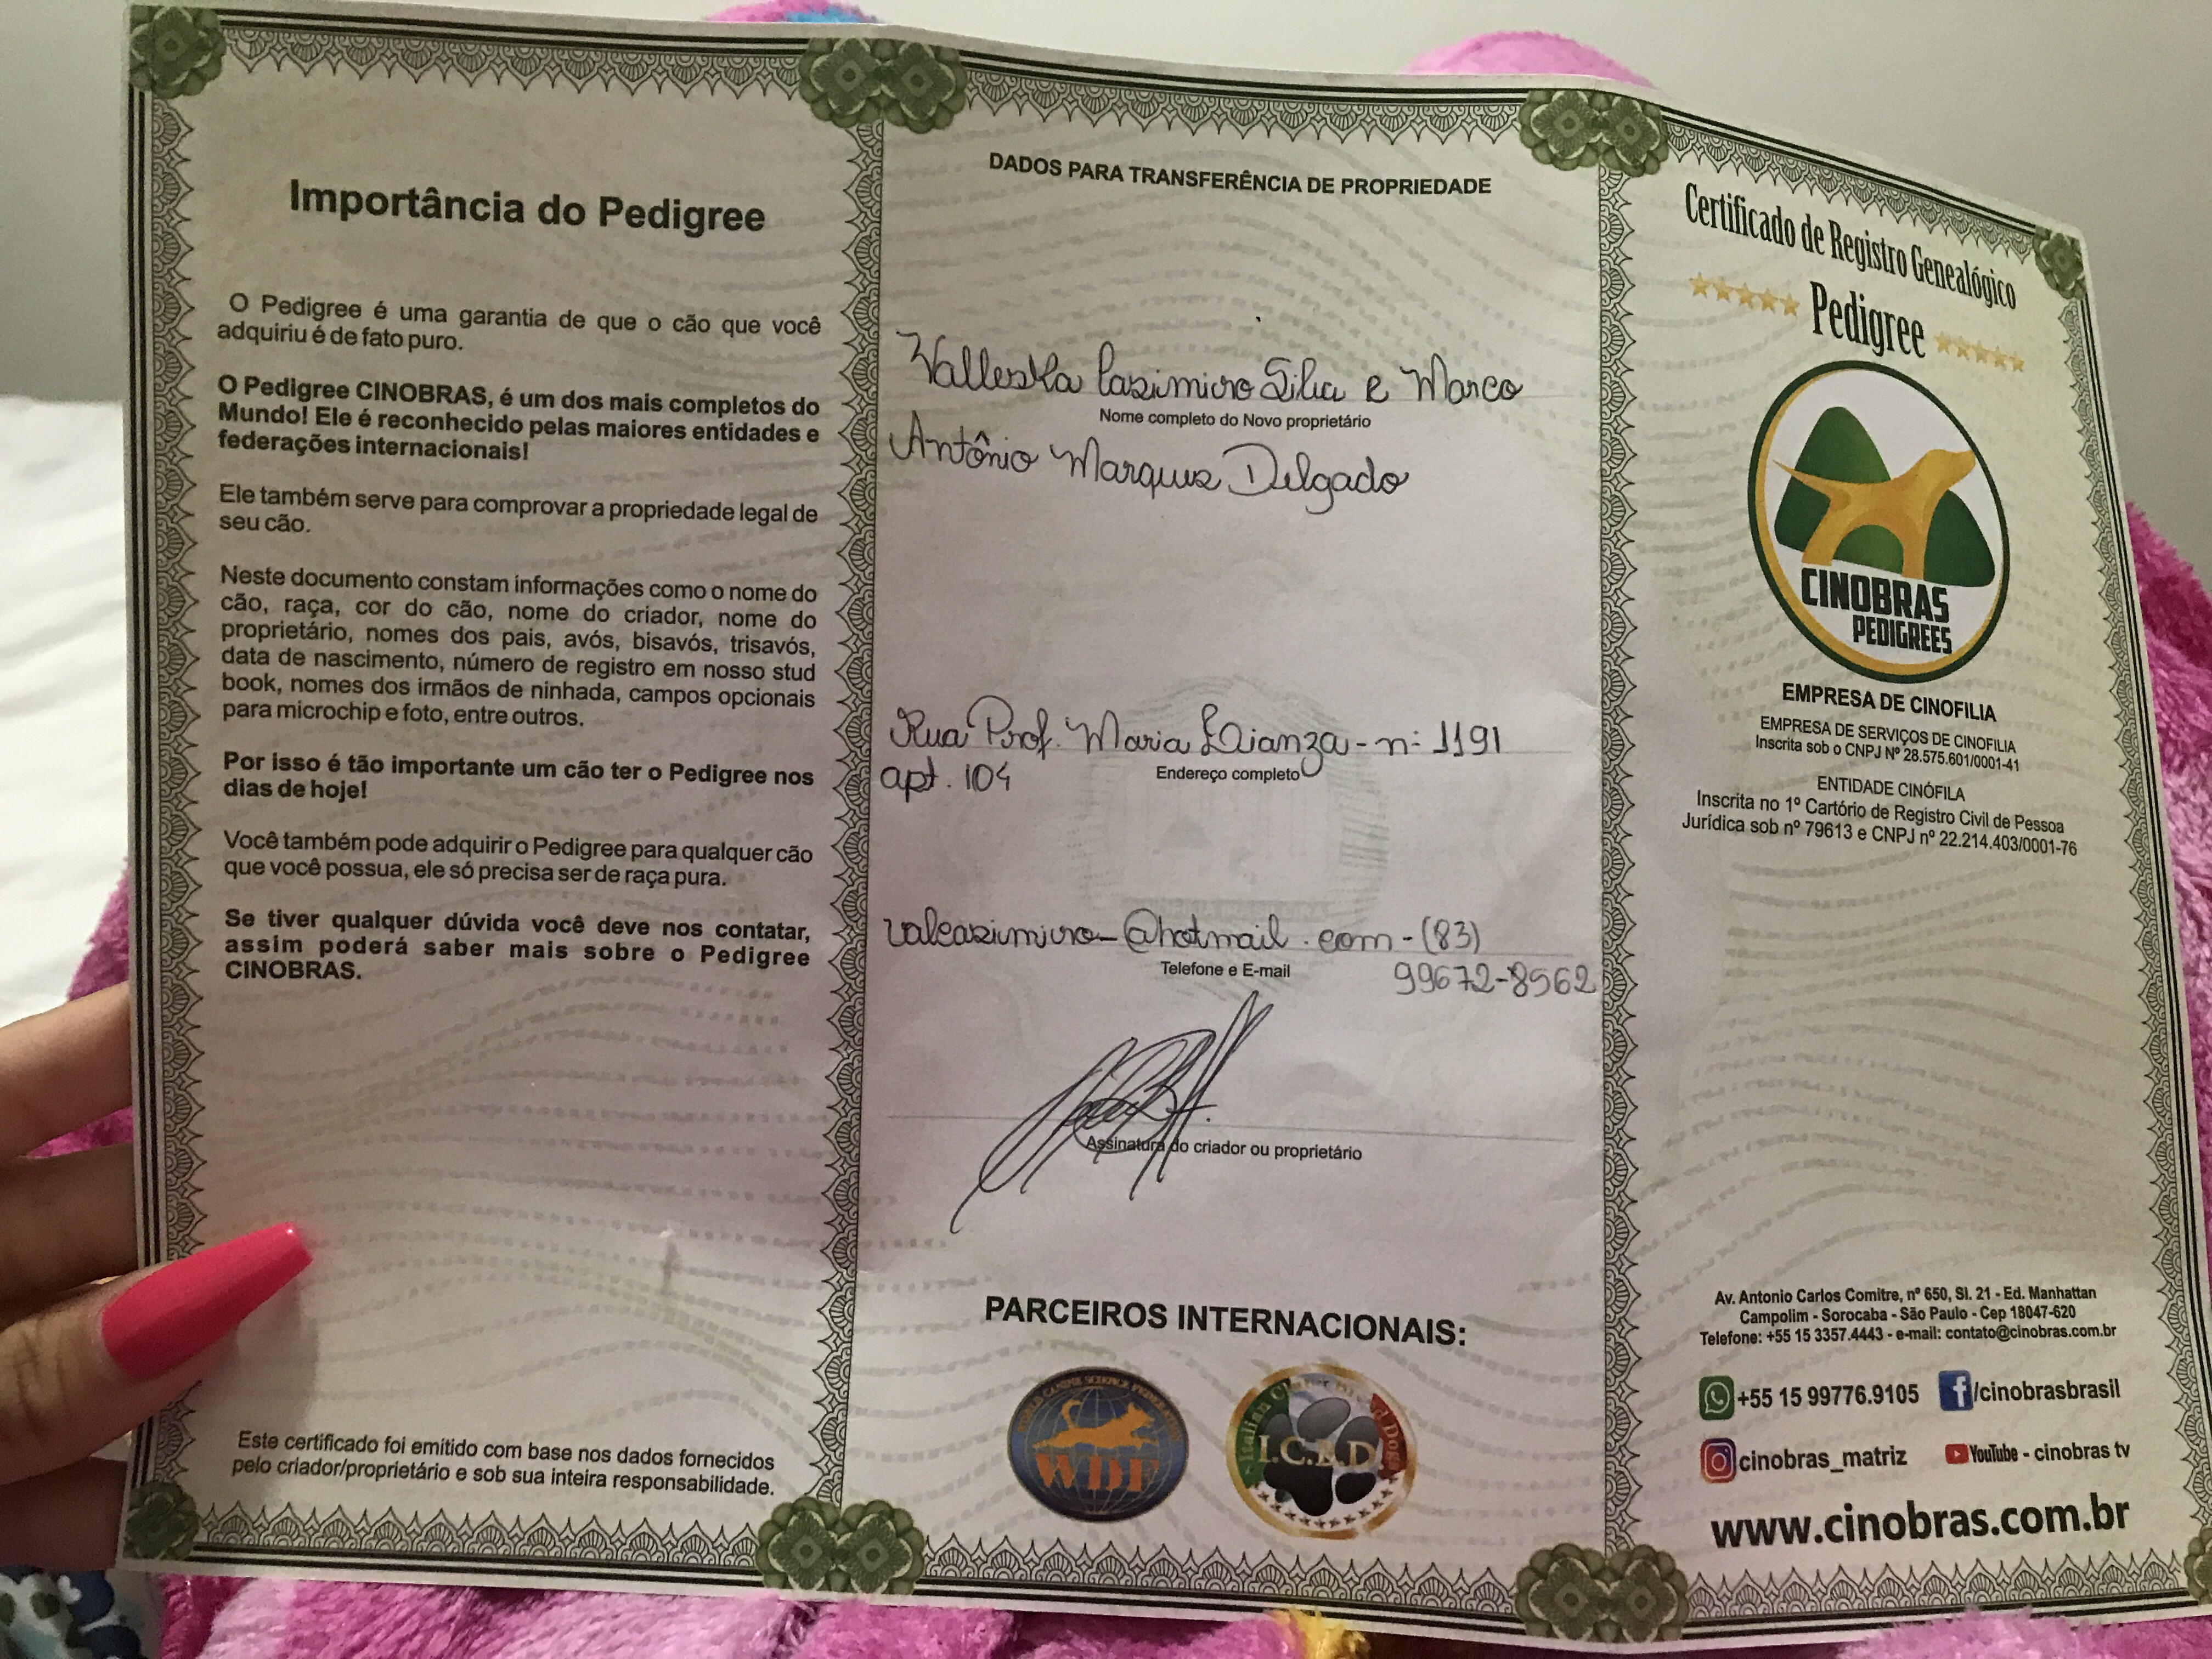 Importância do Pedigree
O Pedigree é uma garantia de que o cão que você
adquiriu é de fato puro.
O Pedigree CINOBRAS, é um dos mais completos do
Mundo! Ele é reconhecido pelas maiores entidades e
federações internacionais!
Ele também serve para comprovar a propriedade legal de
seu cão.
Neste documento constam informações como o nome do
cão, raça, cor do cão, nome do criador, nome do
proprietário, nomes dos pais, avós, bisavós, trisavós,
data de nascimento, número de registro em nosso stud
book, nomes dos irmãos de ninhada, campos opcionais
para microchip e foto, entre outros.
Por isso é tão importante um cão ter o Pedigree nos
dias de hoje!
Você também pode adquirir o Pedigree para qualquer cão
que você possua, ele só precisa ser de raça pura.
Se tiver qualquer dúvida você deve nos contatar,
assim poderá saber mais sobre o Pedigree
CINOBRAS.
Este certificado foi emitido com base nos dados fornecidos
pelo criador/proprietário e sob sua inteira responsabilidade.
DADOS PARA TRANSFERÊNCIA DE PROPRIEDADE
Valleska Casimiro Silva e Marco
Nome completo do Novo proprietário
Antônio Marques Delgado
Rua Prof. Maria Lianza - n: 1191
apt. 104
Endereço completo
valcasimiro_@hotmail.com - (83)
Telefone e E-mail
99672-8562
Assinatura do criador ou proprietário
PARCEIROS INTERNACIONAIS:
WORLD CANINE SCIENCE FEDERATION
WDF
Italian
Dogs
I.C.B.D
Certificado de Registro Genealógico
Pedigree
CINOBRAS
PEDIGREES
EMPRESA DE CINOFILIA
EMPRESA DE SERVIÇOS DE CINOFILIA
Inscrita sob o CNPJ Nº 28.575.601/0001-41
ENTIDADE CINÓFILA
Inscrita no 1º Cartório de Registro Civil de Pessoa
Jurídica sob nº 79613 e CNPJ nº 22.214.403/0001-76
Av. Antonio Carlos Comitre, nº 650, Sl. 21 - Ed. Manhattan
Campolim - Sorocaba - São Paulo - Cep 18047-620
Telefone: +55 15 3357.4443 - e-mail: contato@cinobras.com.br
+55 15 99776.9105 /cinobrasbrasil
cinobras_matriz YouTube - cinobras tv
www.cinobras.com.br